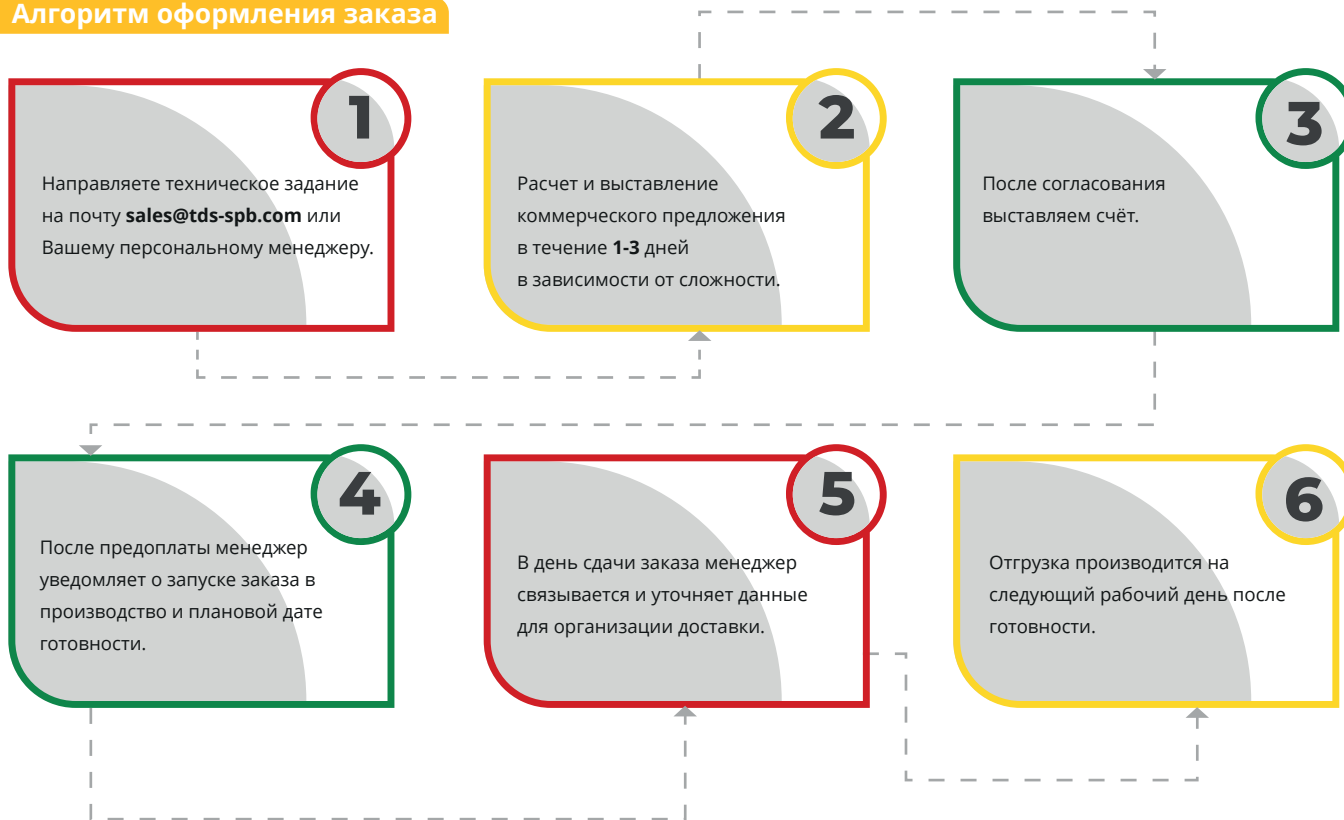 Алгоритм оформления заказа
1
Направляете техническое задание
на почту sales@tds-spb.com или
Вашему персональному менеджеру.
2
Расчет и выставление
коммерческого предложения
в течение 1-3 дней
в зависимости от сложности.
3
После согласования
выставляем счёт.
4
После предоплаты менеджер
уведомляет о запуске заказа в
производство и плановой дате
готовности.
5
В день сдачи заказа менеджер
связывается и уточняет данные
для организации доставки.
6
Отгрузка производится на
следующий рабочий день после
готовности.